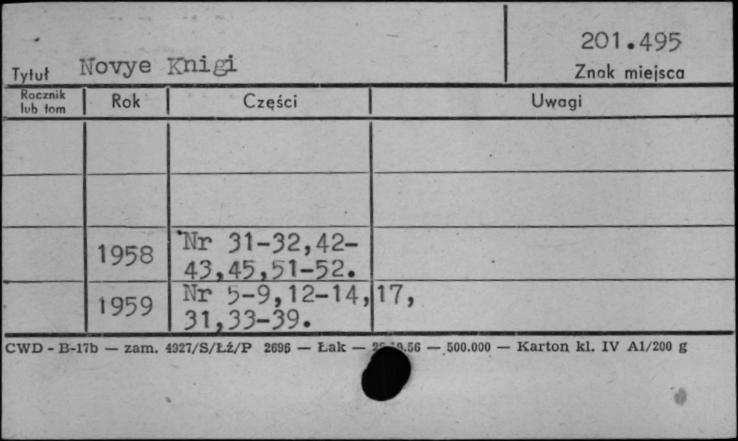 201.495
Tytuł Novye Knigi
Znak miejsca
Rocznik lub tom Rok Części Uwagi
1958 Nr 31-32,42-
43,45,51-52.
1959 Nr 5-9,12-14,17,
31,33-39.
CWD - B-17b — zam. 4927/S/Łż/P 2696 — Łak — .56 — 500.000 — Karton kl. IV A1/200 g